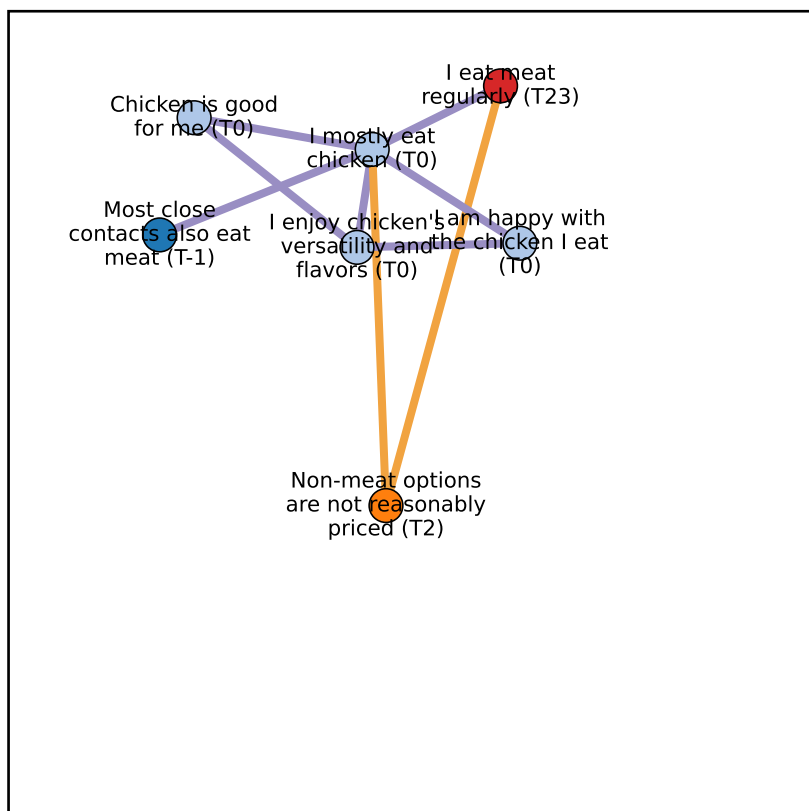 I eat meat
regularly (T23)
Chicken is good
for me (T0)
I mostly eat
chicken (T0)
Most close
contacts also eat
meat (T-1)
I enjoy chicken's
versatility and
flavors (T0)
I am happy with
the chicken I eat
(T0)
Non-meat options
are not reasonably
priced (T2)